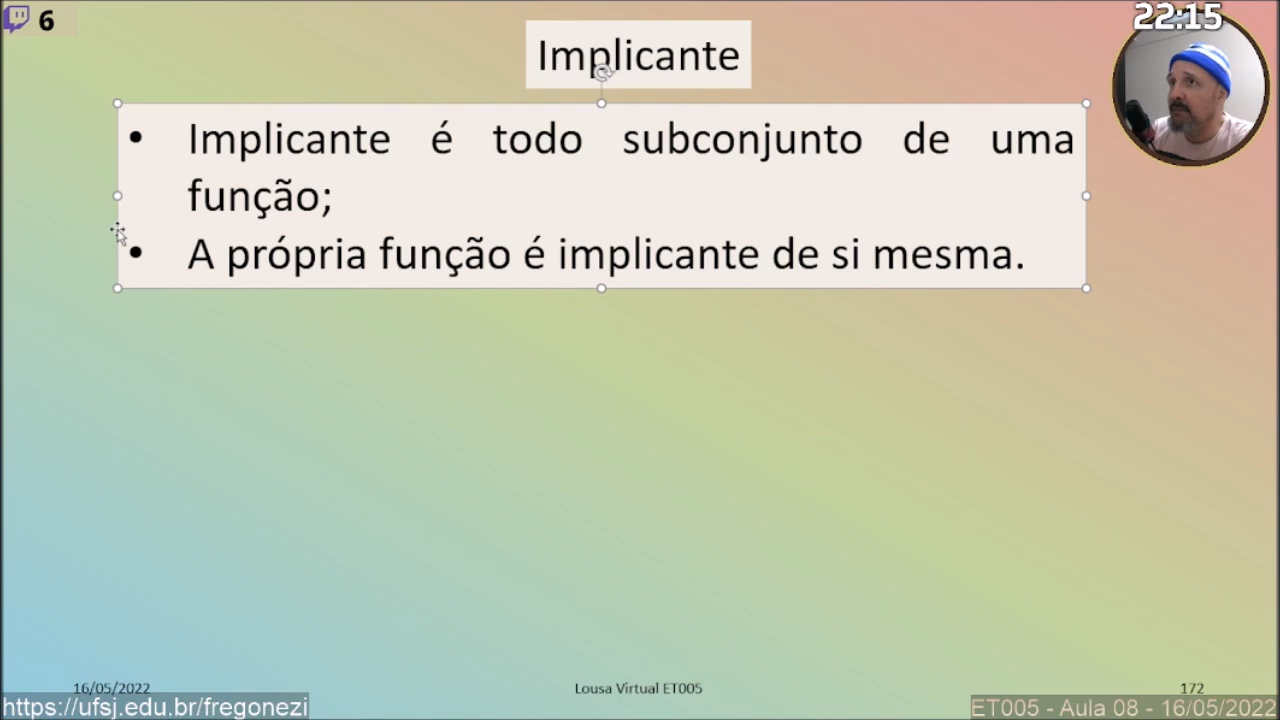 6
22:15
Implicante
• Implicante é todo subconjunto de uma
função;
• A própria função é implicante de si mesma.
16/05/2022
Lousa Virtual ET005
172
https://ufsj.edu.br/fregonezi
ET005 - Aula 08 - 16/05/2022